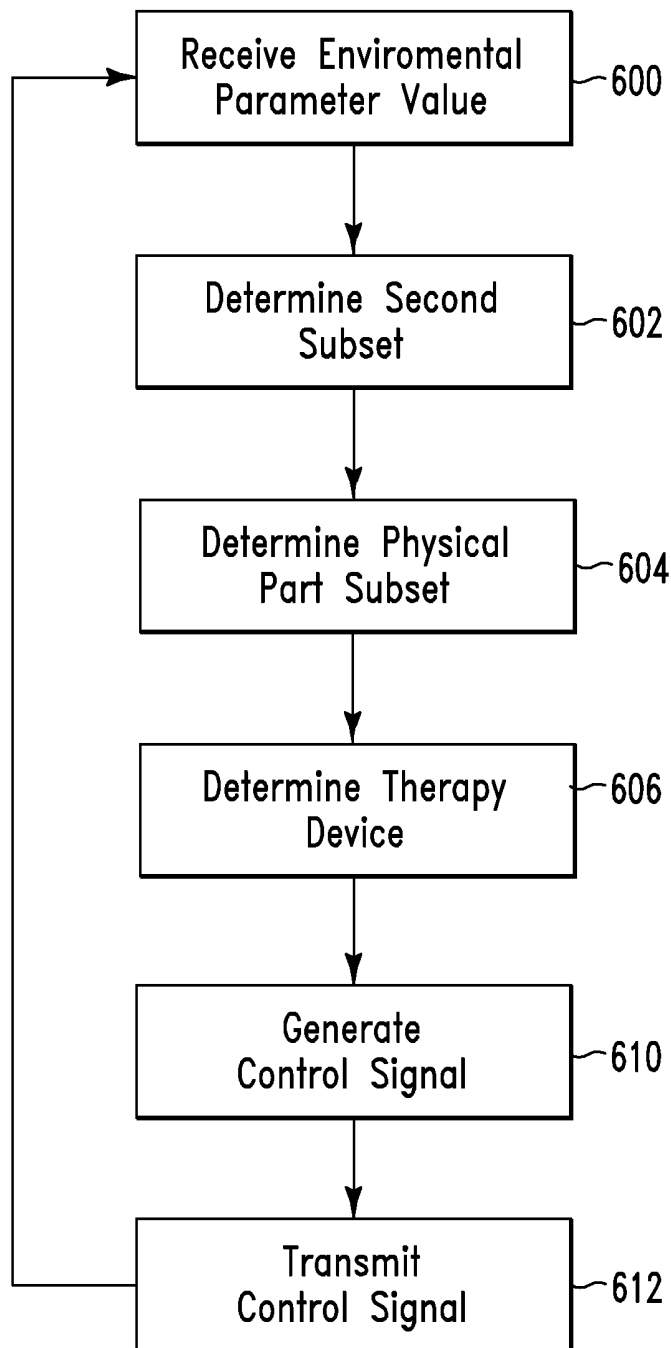 Receive Enviromental
Parameter Value
600
Determine Second
Subset
602
Determine Physical
Part Subset
604
Determine Therapy
Device
606
Generate
Control Signal
610
Transmit
Control Signal
612